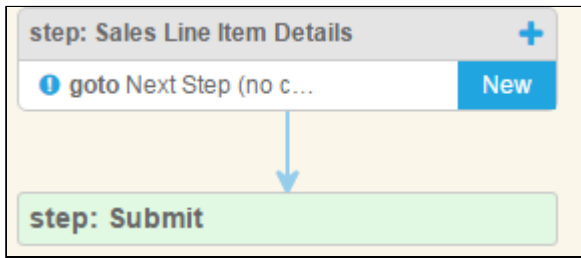 step: Sales Line Item Details
goto Next Step (no c...
New
step: Submit